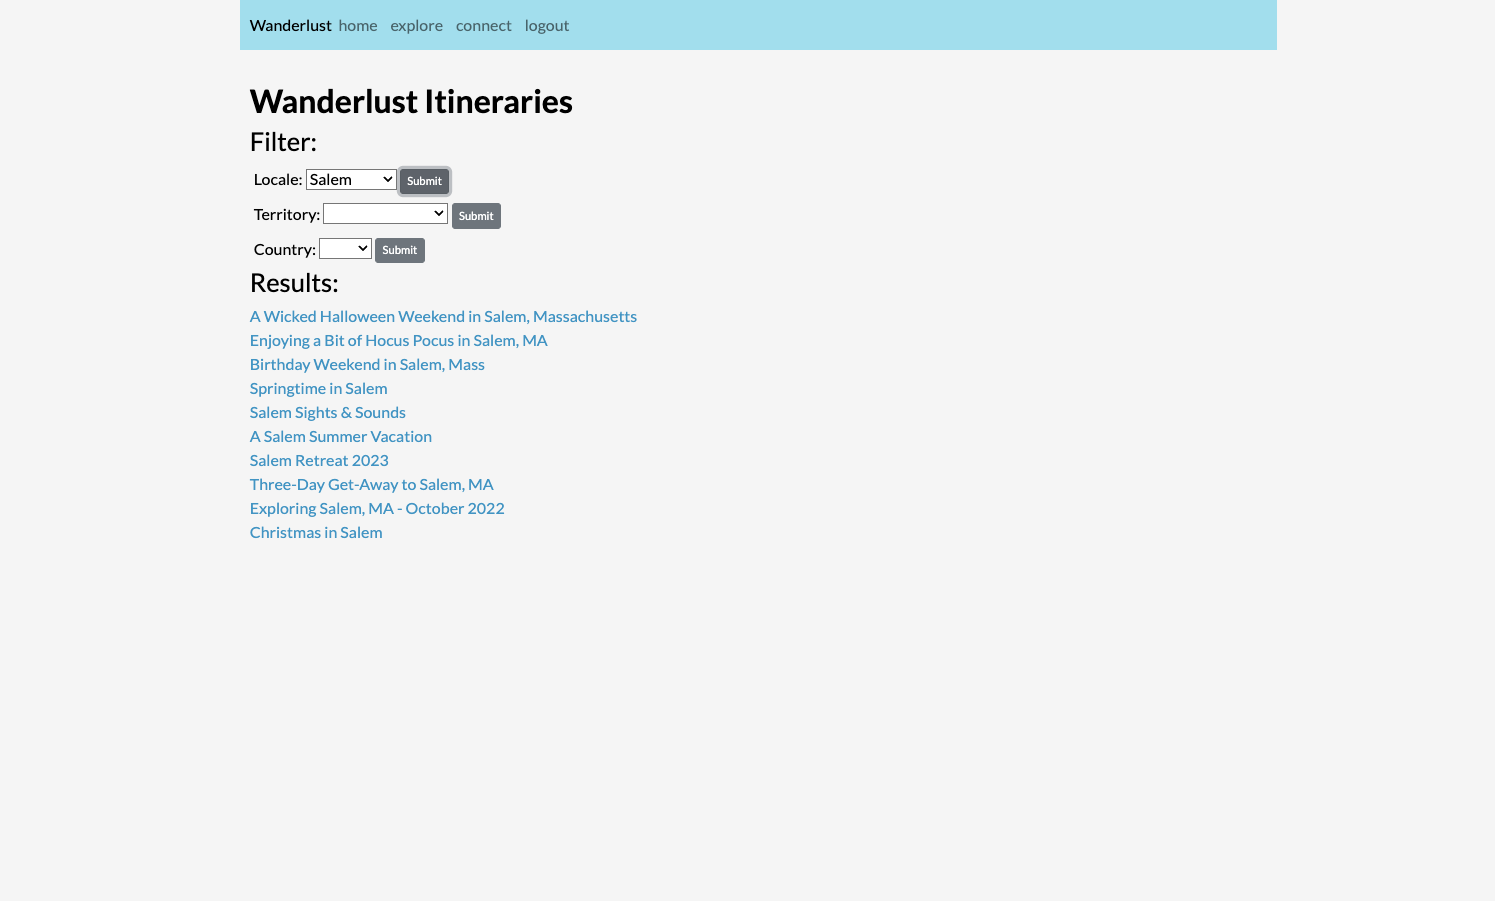 Wanderlust home explore connect logout
Wanderlust Itineraries
Filter:
Locale: Salem Submit
Territory: Submit
Country: Submit
Results:
A Wicked Halloween Weekend in Salem, Massachusetts
Enjoying a Bit of Hocus Pocus in Salem, MA
Birthday Weekend in Salem, Mass
Springtime in Salem
Salem Sights & Sounds
A Salem Summer Vacation
Salem Retreat 2023
Three-Day Get-Away to Salem, MA
Exploring Salem, MA - October 2022
Christmas in Salem